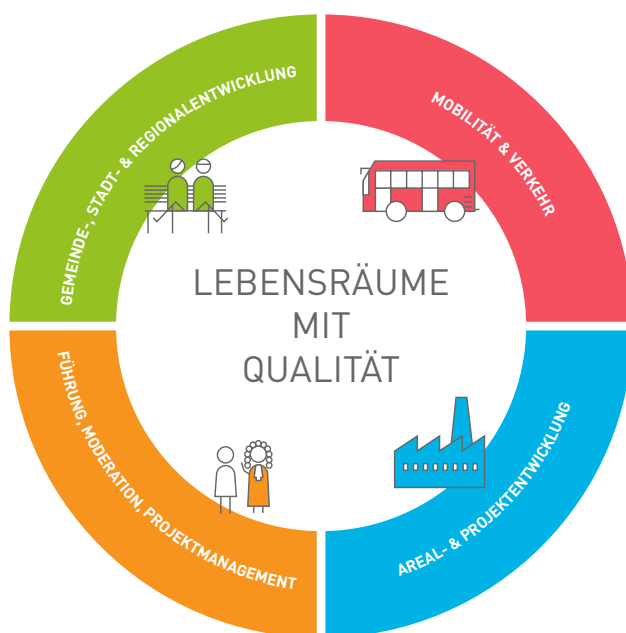 GEMEINDE-, STADT- & REGIONALENTWICKLUNG
MOBILITÄT & VERKEHR
LEBENSRÄUME
MIT
QUALITÄT
FÜHRUNG, MODERATION, PROJEKTMANAGEMENT
AREAL- & PROJEKTENTWICKLUNG